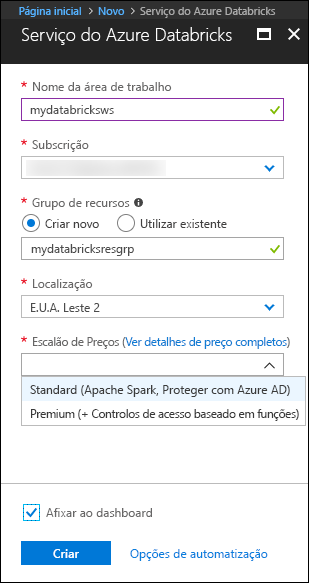 Página inicial > Novo > Serviço do Azure Databricks
Serviço do Azure Databricks
* Nome da área de trabalho
mydatabricksws
* Subscrição
* Grupo de recursos
Criar novo Utilizar existente
mydatabricksresgrp
* Localização
E.U.A. Leste 2
* Escalão de Preços (Ver detalhes de preço completos)
Standard (Apache Spark, Proteger com Azure AD)
Premium (+ Controlos de acesso baseado em funções)
Afixar ao dashboard
Criar Opções de automatização